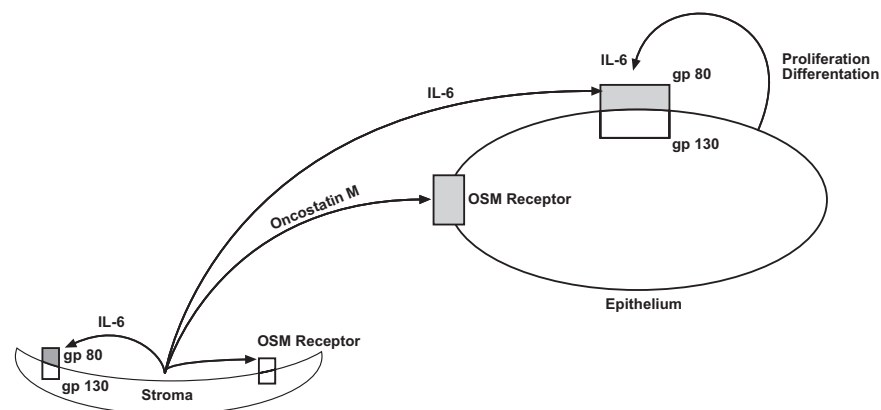 IL-6
gp 80
Proliferation
Differentation
IL-6
gp 130
Oncostatin M
OSM Receptor
Epithelium
IL-6
OSM Receptor
gp 80
gp 130
Stroma